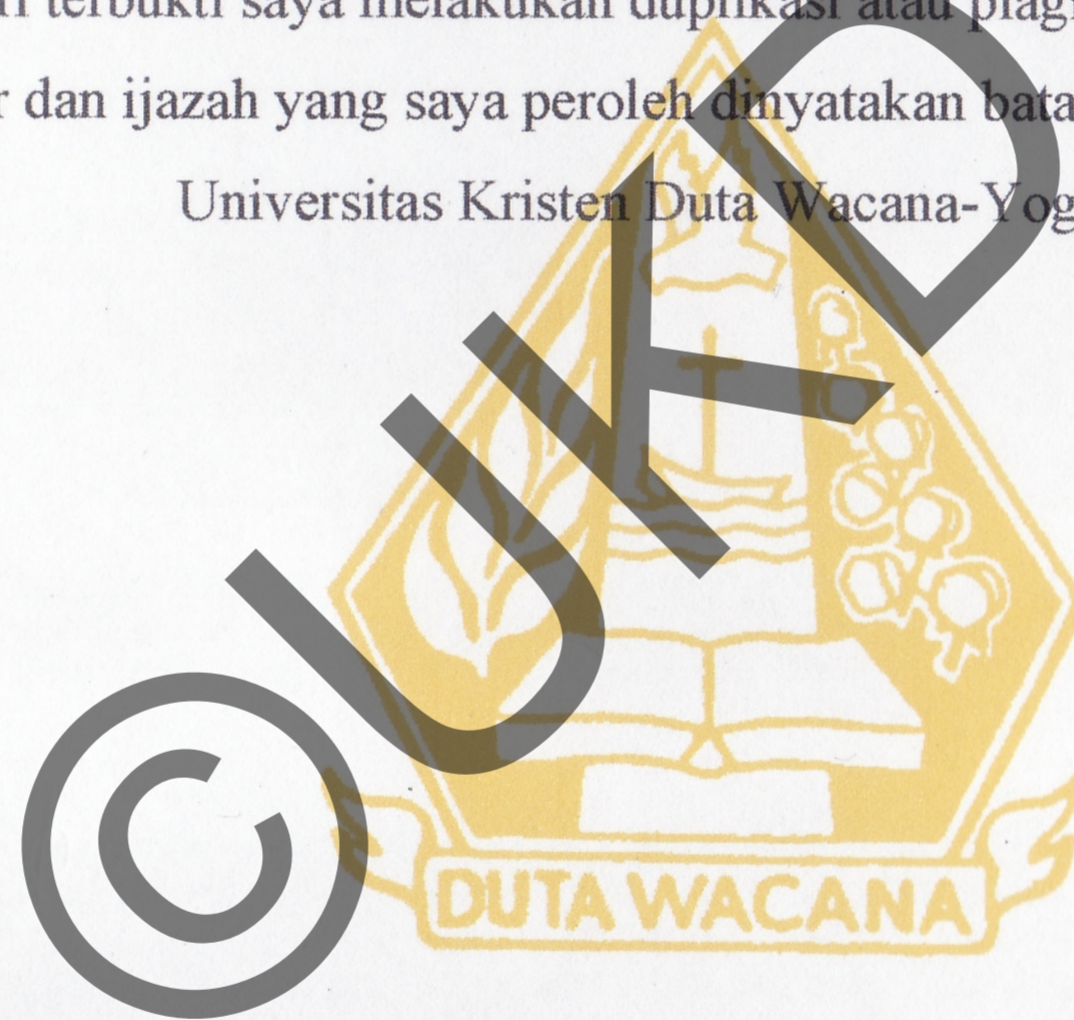 terbukti saya melakukan duplikasi atau plagi
dan ijazah yang saya peroleh dinyatakan bata
Universitas Kristen Duta Wacana-Yog
©UKD
DUTA WACANA